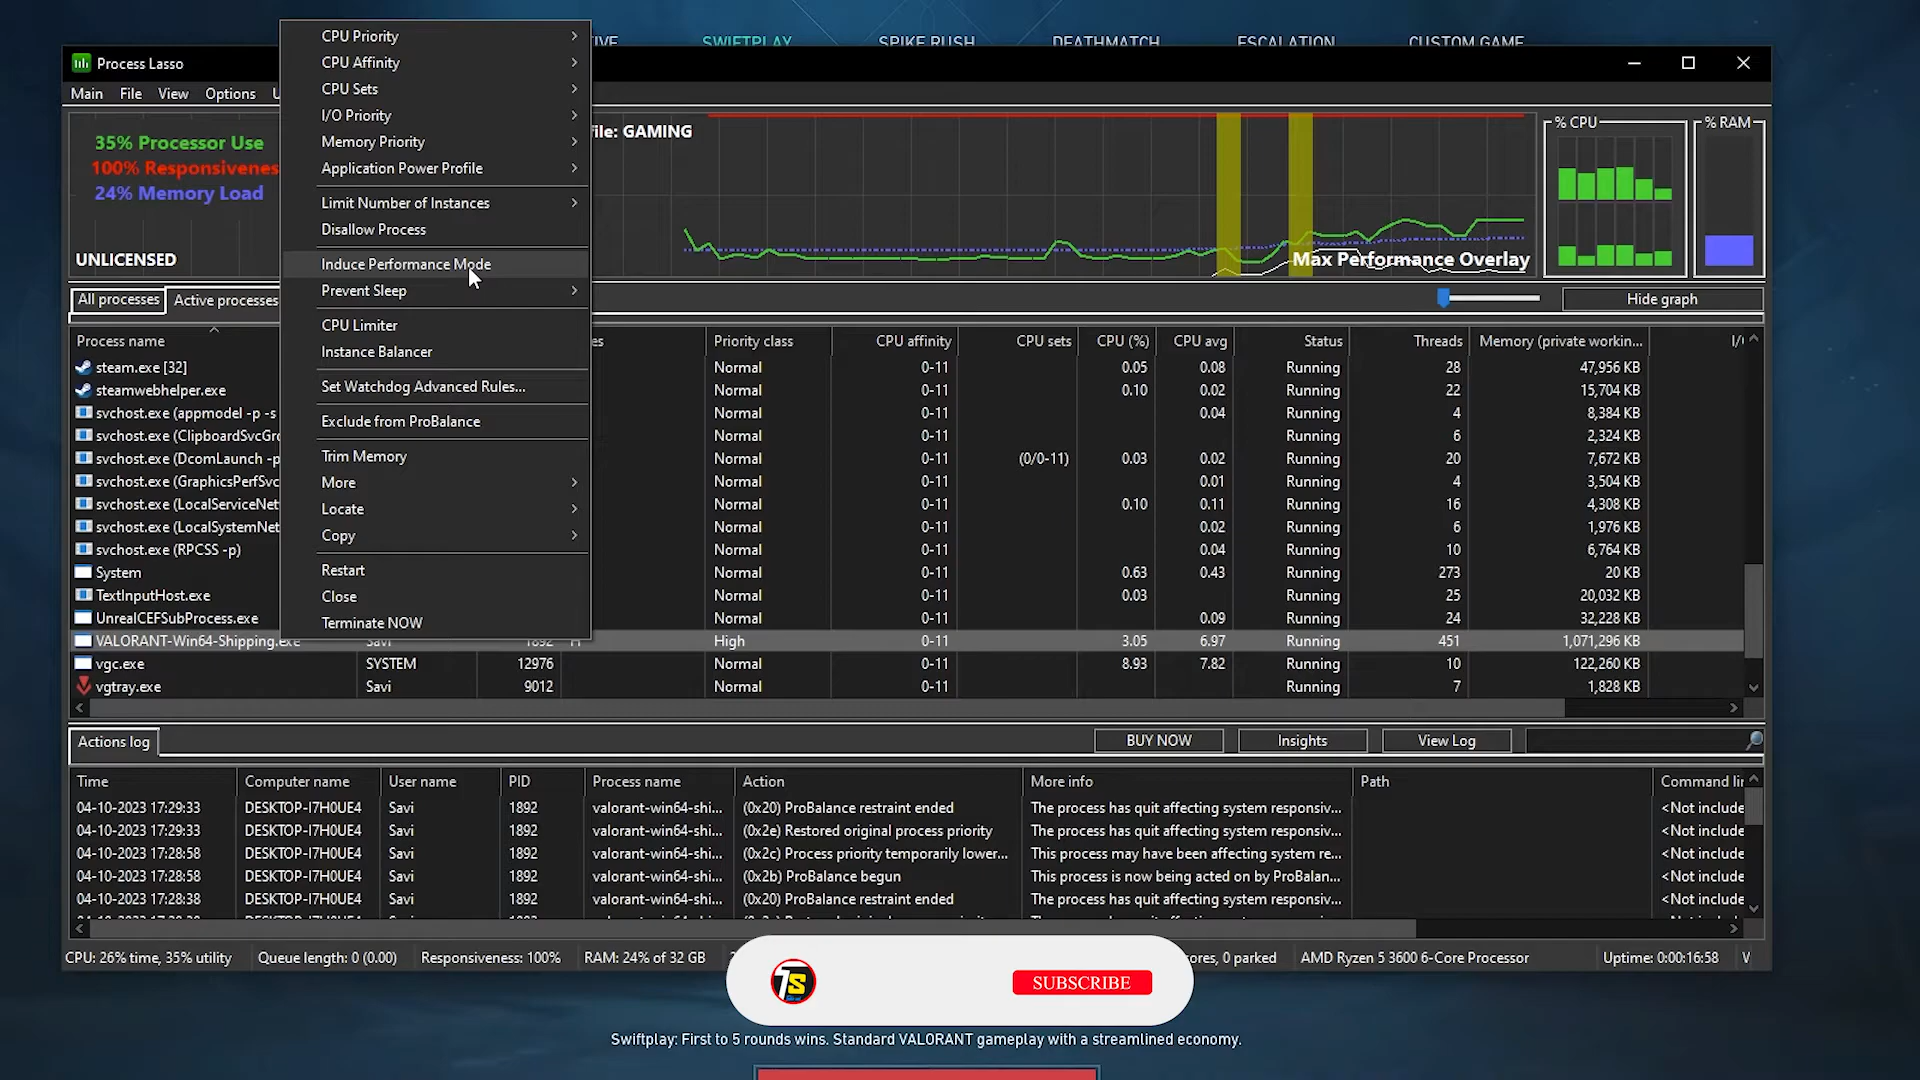 SWIFTPLAY SPIKE RUSH DEATHMATCH ESCALATION CUSTOM GAME
Process Lasso
Main File View Options
35% Processor Use
100% Responsivenes
24% Memory Load
UNLICENSED
file: GAMING
Max Performance Overlay
% CPU
% RAM
CPU Priority
CPU Affinity
CPU Sets
I/O Priority
Memory Priority
Application Power Profile
Limit Number of Instances
Disallow Process
Induce Performance Mode
Prevent Sleep
CPU Limiter
Instance Balancer
Set Watchdog Advanced Rules...
Exclude from ProBalance
Trim Memory
More
Locate
Copy
Restart
Close
Terminate NOW
All processes Active processes Hide graph
Process name es Priority class CPU affinity CPU sets CPU (%) CPU avg Status Threads Memory (private workin... I/
steam.exe [32] Normal 0-11 0.05 0.08 Running 28 47,956 KB
steamwebhelper.exe Normal 0-11 0.10 0.02 Running 22 15,704 KB
svchost.exe (appmodel -p -s Normal 0-11 0.04 Running 4 8,384 KB
svchost.exe (ClipboardSvcGro Normal 0-11 Running 6 2,324 KB
svchost.exe (DcomLaunch -p Normal 0-11 (0/0-11) 0.03 0.02 Running 20 7,672 KB
svchost.exe (GraphicsPerfSvc Normal 0-11 0.01 Running 4 3,504 KB
svchost.exe (LocalServiceNet Normal 0-11 0.10 0.11 Running 16 4,308 KB
svchost.exe (LocalSystemNet Normal 0-11 0.02 Running 6 1,976 KB
svchost.exe (RPCSS -p) Normal 0-11 0.04 Running 10 6,764 KB
System Normal 0-11 0.63 0.43 Running 273 20 KB
TextInputHost.exe Normal 0-11 0.03 Running 25 20,032 KB
UnrealCEFSubProcess.exe Normal 0-11 0.09 Running 24 32,228 KB
VALORANT-Win64-Shipping.exe Savi 1892 H High 0-11 3.05 6.97 Running 451 1,071,296 KB
vgc.exe SYSTEM 12976 Normal 0-11 8.93 7.82 Running 10 122,260 KB
vgtray.exe Savi 9012 Normal 0-11 Running 7 1,828 KB
Actions log BUY NOW Insights View Log
Time Computer name User name PID Process name Action More info Path Command lin
04-10-2023 17:29:33 DESKTOP-I7H0UE4 Savi 1892 valorant-win64-shi... (0x20) ProBalance restraint ended The process has quit affecting system responsiv... <Not include
04-10-2023 17:29:33 DESKTOP-I7H0UE4 Savi 1892 valorant-win64-shi... (0x2e) Restored original process priority The process has quit affecting system responsiv... <Not include
04-10-2023 17:28:58 DESKTOP-I7H0UE4 Savi 1892 valorant-win64-shi... (0x2c) Process priority temporarily lower... This process may have been affecting system re... <Not include
04-10-2023 17:28:58 DESKTOP-I7H0UE4 Savi 1892 valorant-win64-shi... (0x2b) ProBalance begun This process is now being acted on by ProBalan... <Not include
04-10-2023 17:28:38 DESKTOP-I7H0UE4 Savi 1892 valorant-win64-shi... (0x20) ProBalance restraint ended The process has quit affecting system responsiv... <Not include
CPU: 26% time, 35% utility Queue length: 0 (0.00) Responsiveness: 100% RAM: 24% of 32 GB ores, 0 parked AMD Ryzen 5 3600 6-Core Processor Uptime: 0:00:16:58
TS SUBSCRIBE
Swiftplay: First to 5 rounds wins. Standard VALORANT gameplay with a streamlined economy.